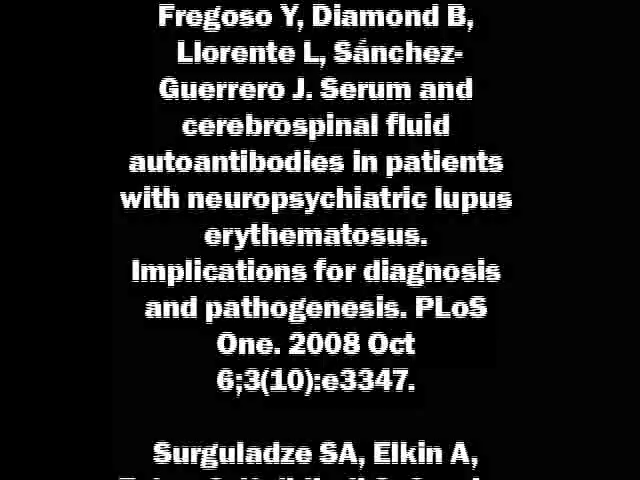 Fregoso Y, Diamond B,
Llorente L, Sánchez-
Guerrero J. Serum and
cerebrospinal fluid
autoantibodies in patients
with neuropsychiatric lupus
erythematosus.
Implications for diagnosis
and pathogenesis. PLoS
One. 2008 Oct
6;3(10):e3347.
Surguladze SA, Elkin A,